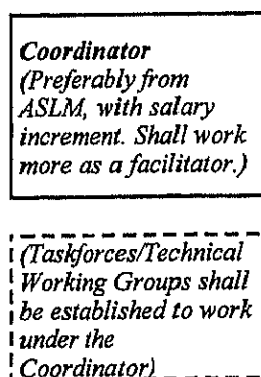 Coordinator
(Preferably from
ASLM, with salary
increment. Shall work
more as a facilitator.)
(Taskforces/Technical
Working Groups shall
be established to work
under the
Coordinator)